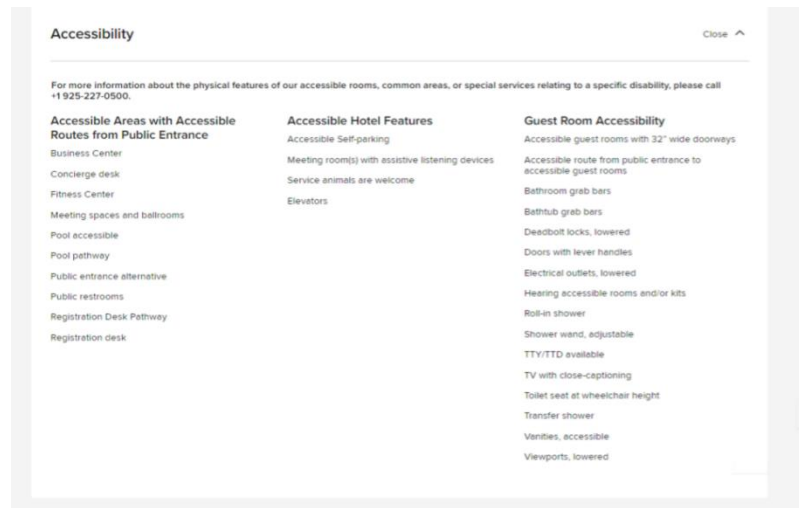 Accessibility
Close
For more information about the physical features of our accessible rooms, common areas, or special services relating to a specific disability, please call
+1 925-227-0500.
Accessible Areas with Accessible
Routes from Public Entrance
Business Center
Concierge desk
Fitness Center
Meeting spaces and ballrooms
Pool accessible
Pool pathway
Public entrance alternative
Public restrooms
Registration Desk Pathway
Registration desk
Accessible Hotel Features
Accessible Self-parking
Meeting room(s) with assistive listening devices
Service animals are welcome
Elevators
Guest Room Accessibility
Accessible guest rooms with 32" wide doorways
Accessible route from public entrance to
accessible guest rooms
Bathroom grab bars
Bathtub grab bars
Deadbolt locks, lowered
Doors with lever handles
Electrical outlets, lowered
Hearing accessible rooms and/or kits
Roll-in shower
Shower wand, adjustable
TTY/TTD available
TV with close-captioning
Toilet seat at wheelchair height
Transfer shower
Vanities, accessible
Viewports, lowered